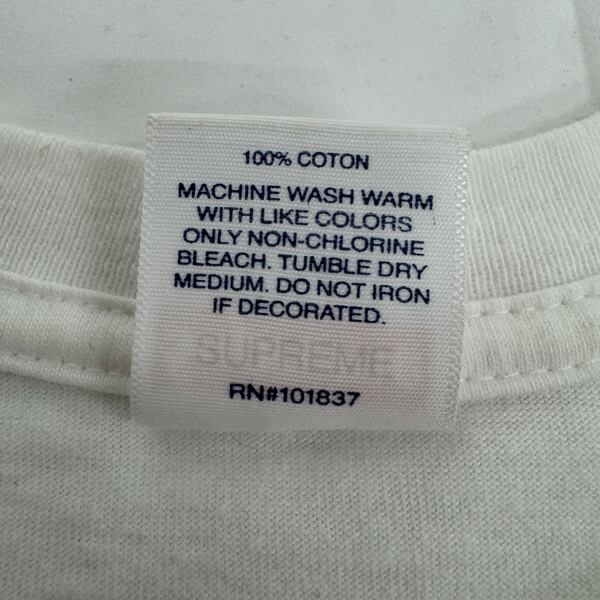 100% COTON
MACHINE WASH WARM
WITH LIKE COLORS
ONLY NON-CHLORINE
BLEACH. TUMBLE DRY
MEDIUM. DO NOT IRON
IF DECORATED.
SUPREME
RN#101837